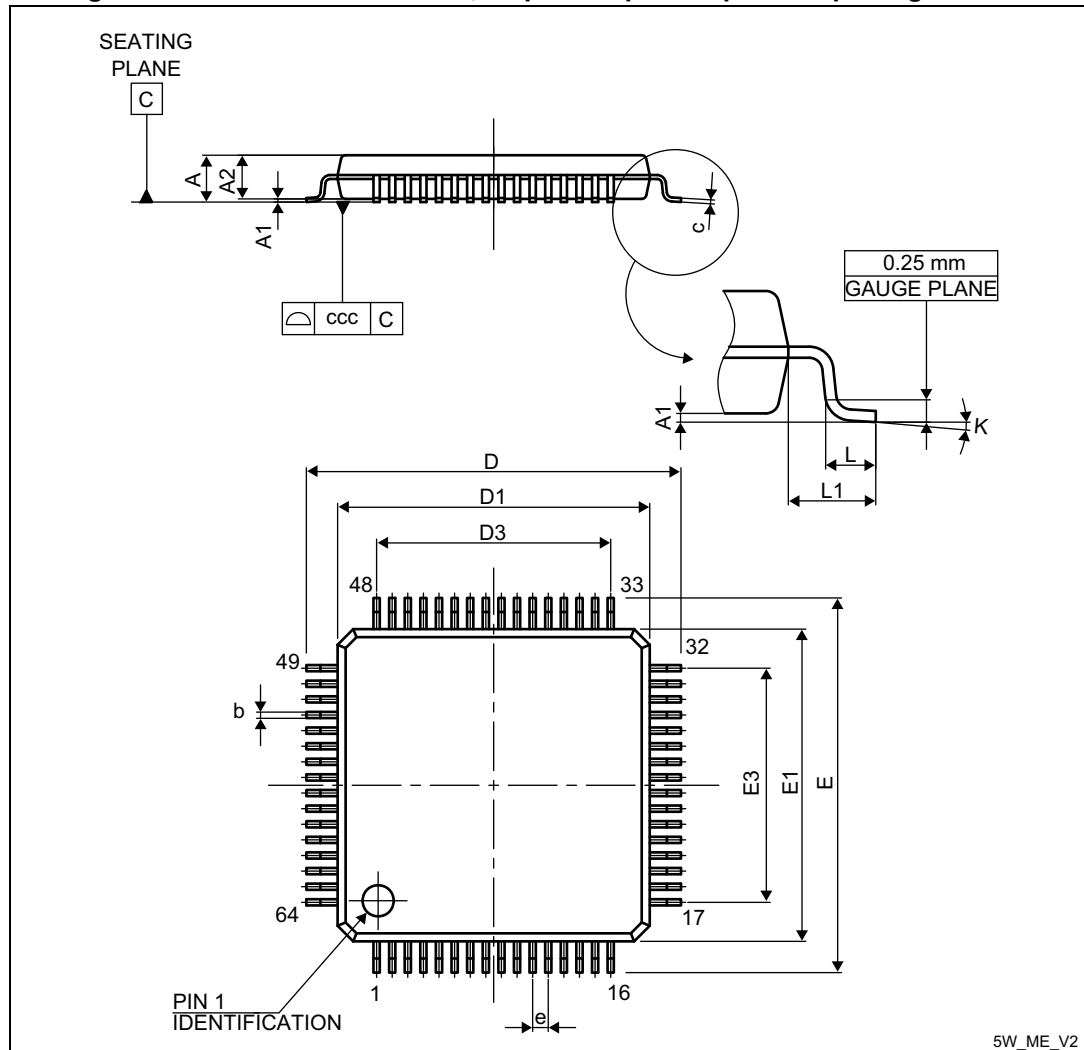 SEATING
PLANE
C
A
A2
A1
c
ccc C
0.25 mm
GAUGE PLANE
A1
K
L
L1
D
D1
D3
48
33
49
32
b
E3
E1
E
64
17
PIN 1
IDENTIFICATION
1
16
e
5W_ME_V2